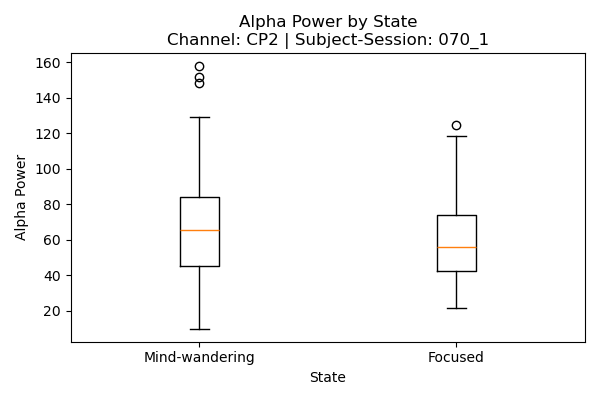 Alpha Power by State
Channel: CP2 | Subject-Session: 070_1
Alpha Power
160
140
120
100
80
60
40
20
Mind-wandering
Focused
State